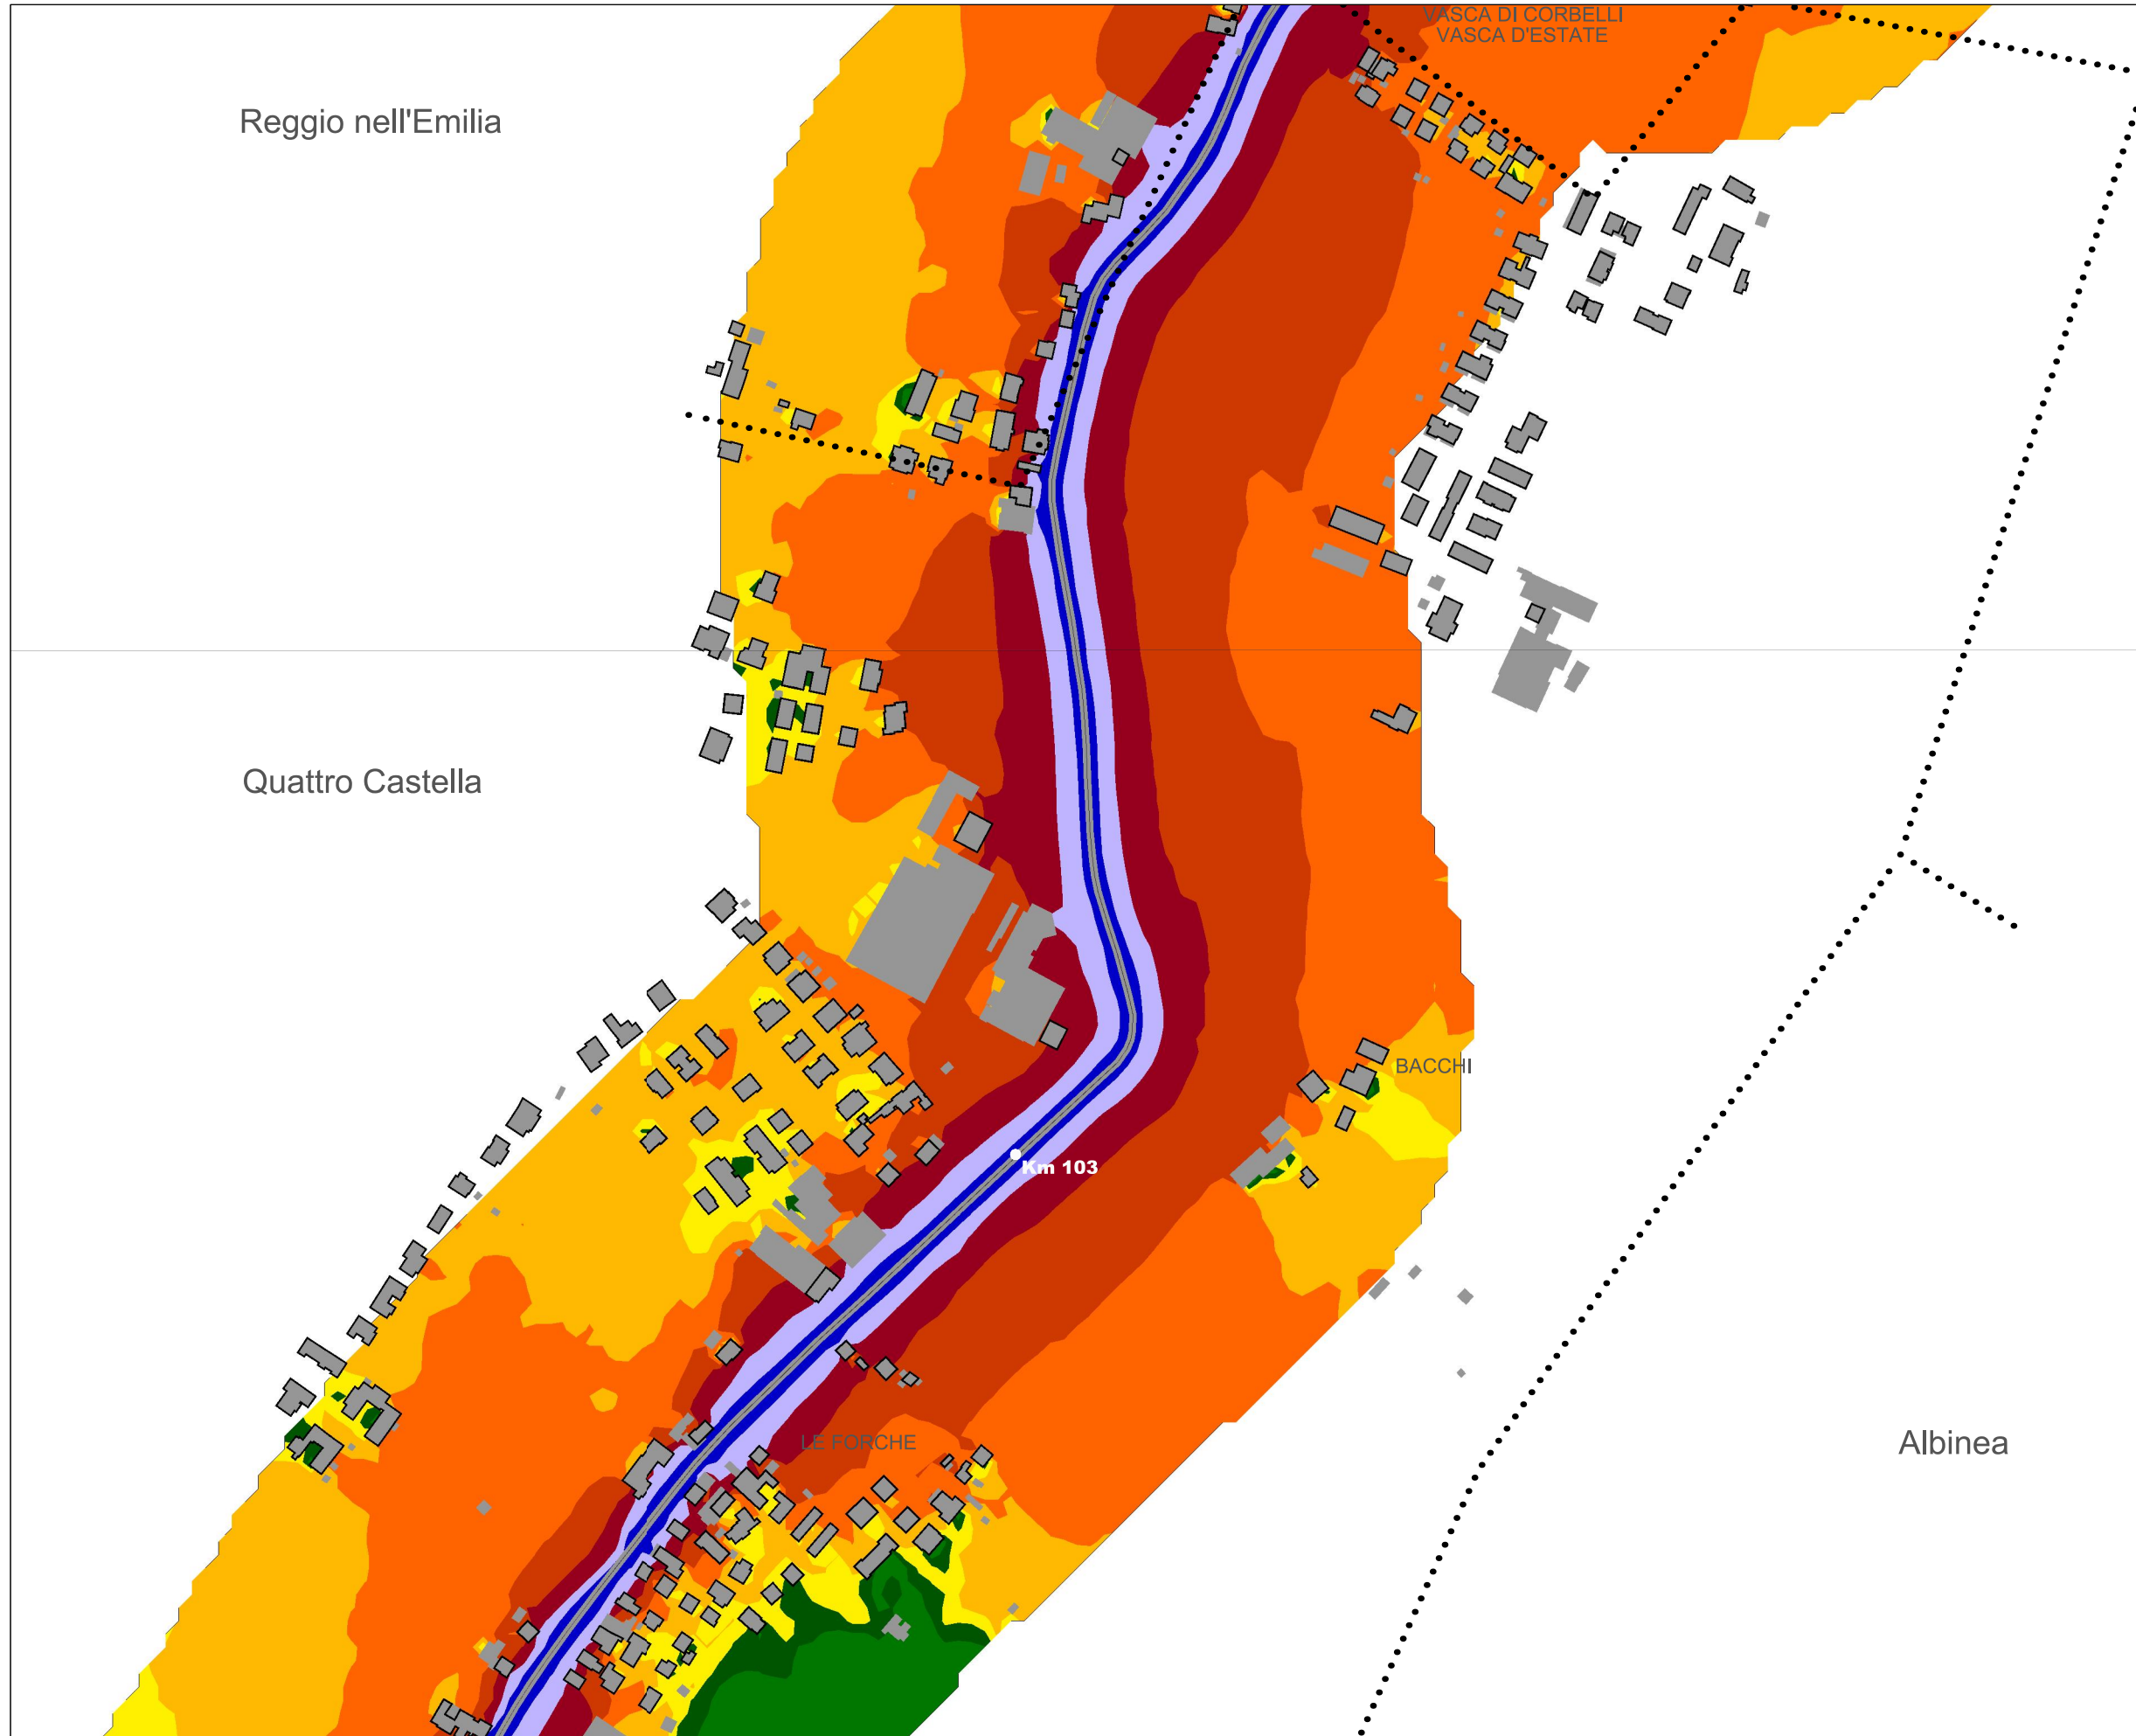 VASCA DI CORBELLI
VASCA D'ESTATE
Reggio nell'Emilia
Quattro Castella
BACCHI
Km 103
LE FORCHE
Albinea